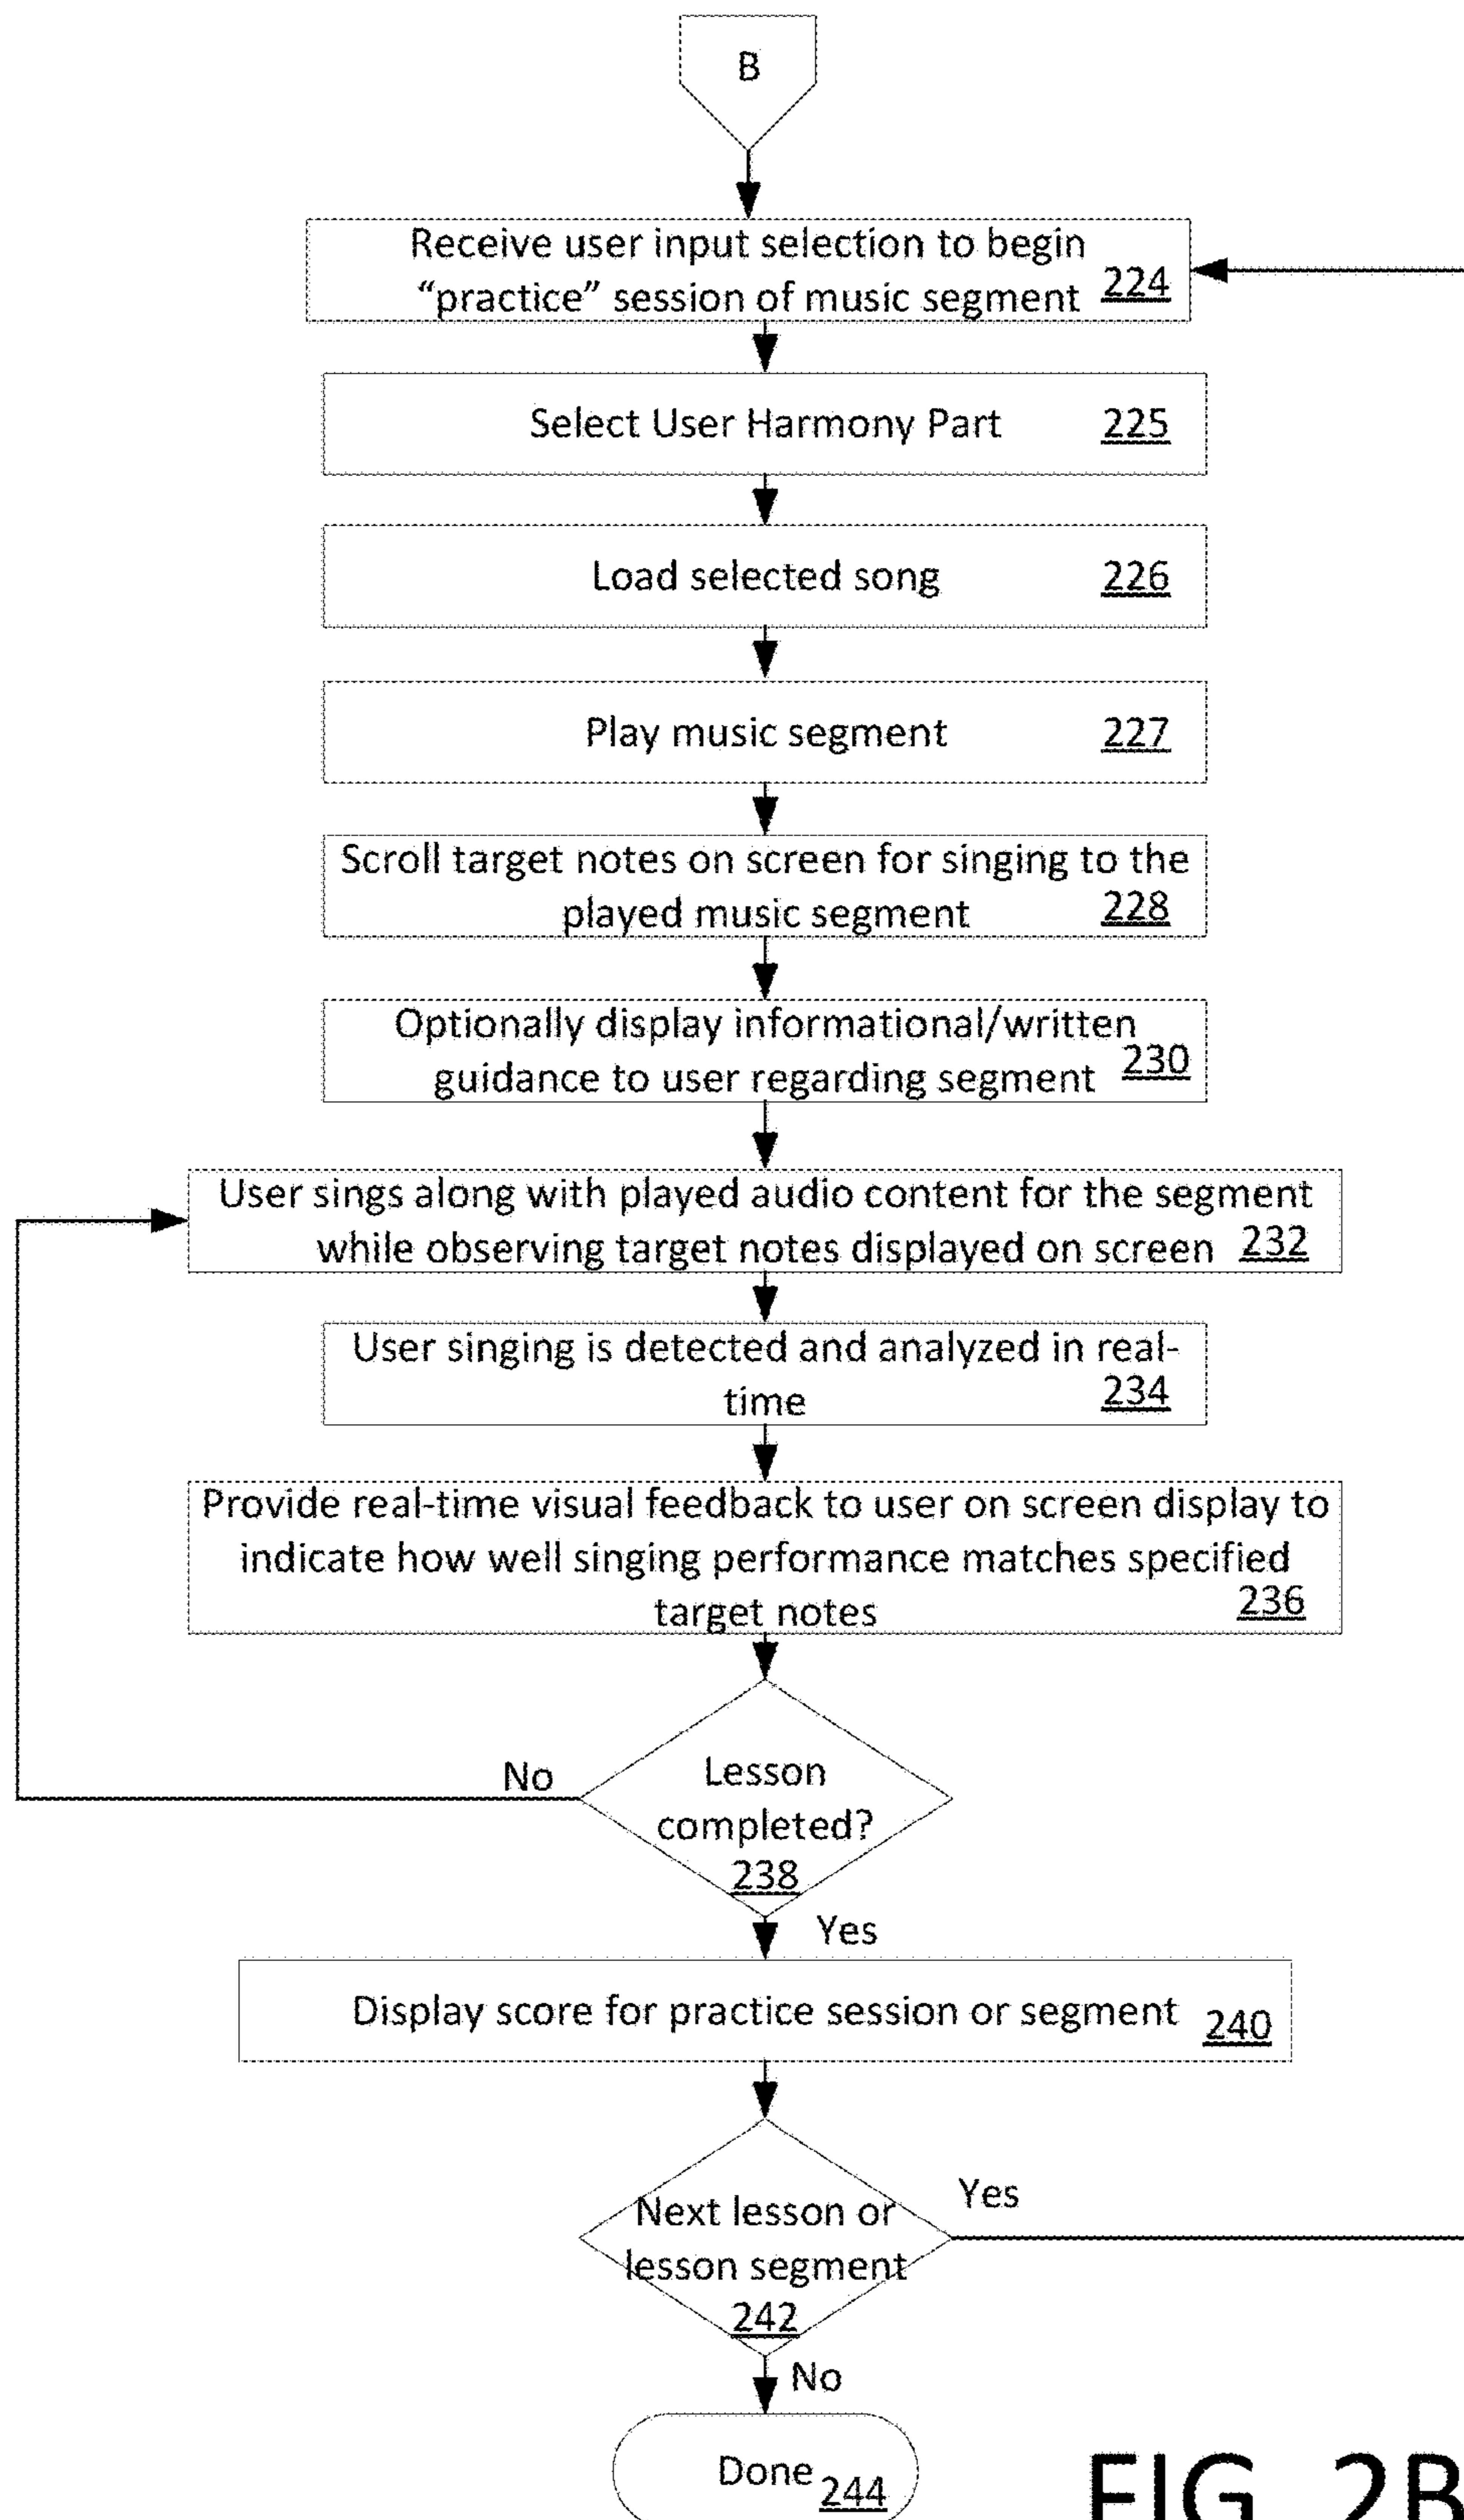 B
Receive user input selection to begin
“practice” session of music segment 224
Select User Harmony Part 225
Load selected song 226
Play music segment 227
Scroll target notes on screen for singing to the
played music segment 228
Optionally display informational/written
guidance to user regarding segment 230
User sings along with played audio content for the segment
while observing target notes displayed on screen 232
User singing is detected and analyzed in real-
time 234
Provide real-time visual feedback to user on screen display to
indicate how well singing performance matches specified
target notes 236
No
Lesson
completed?
238
Yes
Display score for practice session or segment 240
Yes
Next lesson or
lesson segment
242
No
Done 244
FIG. 2B